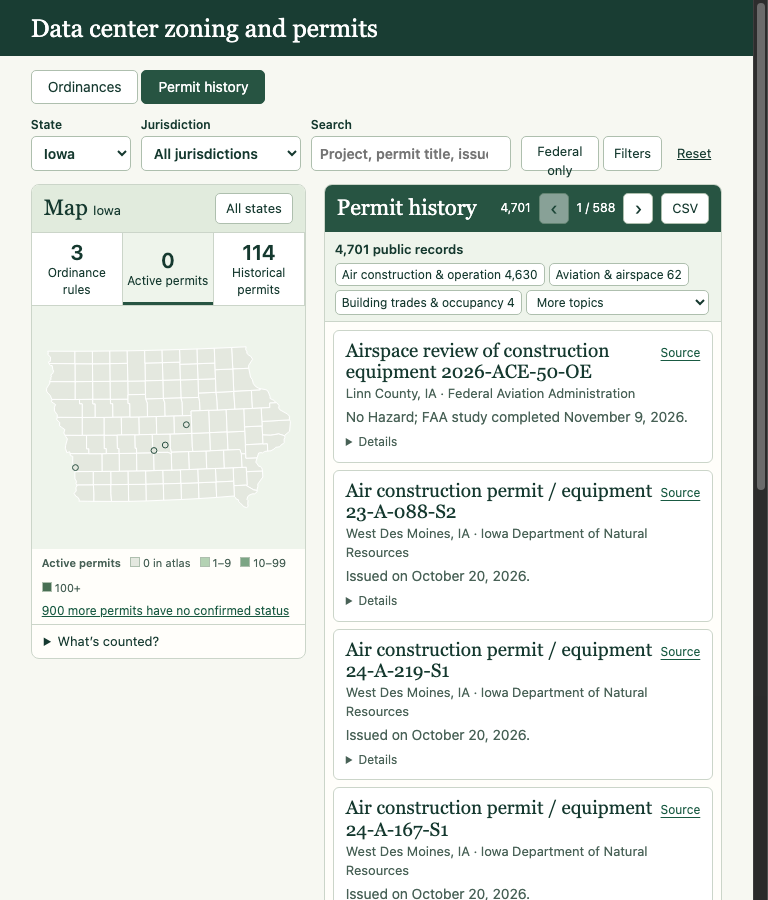 Data center zoning and permits
Ordinances
Permit history
State
Jurisdiction
Search
Iowa
All jurisdictions
Project, permit title, issu
Federal
only
Filters
Reset
Map Iowa
All states
3
Ordinance
rules
0
Active permits
114
Historical
permits
Active permits 0 in atlas 1–9 10–99
100+
900 more permits have no confirmed status
What's counted?
Permit history
4,701
‹
1 / 588
›
CSV
4,701 public records
Air construction & operation 4,630
Aviation & airspace 62
Building trades & occupancy 4
More topics
Airspace review of construction
equipment 2026-ACE-50-OE
Source
Linn County, IA · Federal Aviation Administration
No Hazard; FAA study completed November 9, 2026.
Details
Air construction permit / equipment
23-A-088-S2
Source
West Des Moines, IA · Iowa Department of Natural
Resources
Issued on October 20, 2026.
Details
Air construction permit / equipment
24-A-219-S1
Source
West Des Moines, IA · Iowa Department of Natural
Resources
Issued on October 20, 2026.
Details
Air construction permit / equipment
24-A-167-S1
Source
West Des Moines, IA · Iowa Department of Natural
Resources
Issued on October 20, 2026.